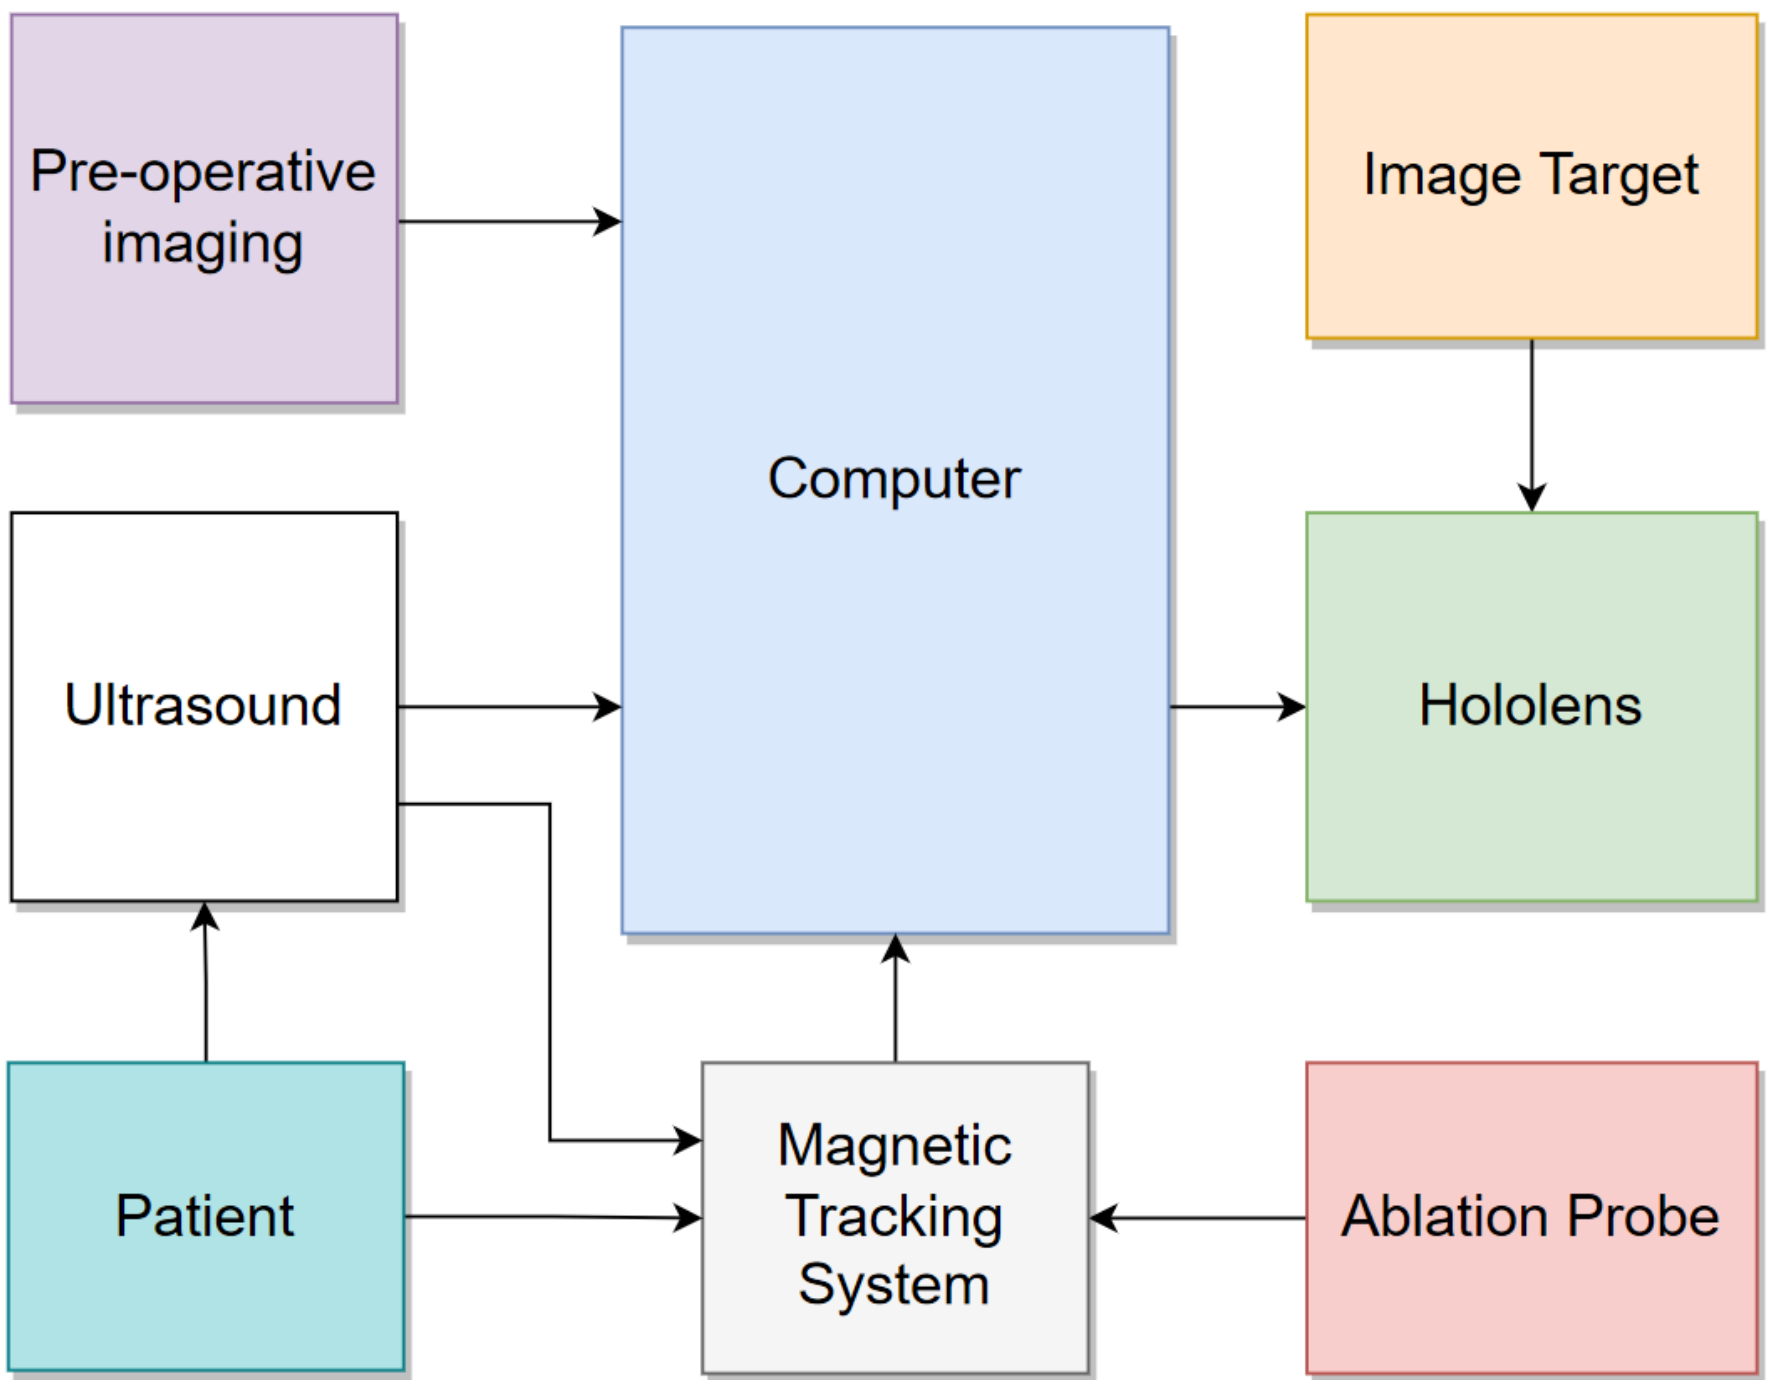 Pre-operative
imaging
Computer
Image Target
Ultrasound
Hololens
Patient
Magnetic
Tracking
System
Ablation Probe